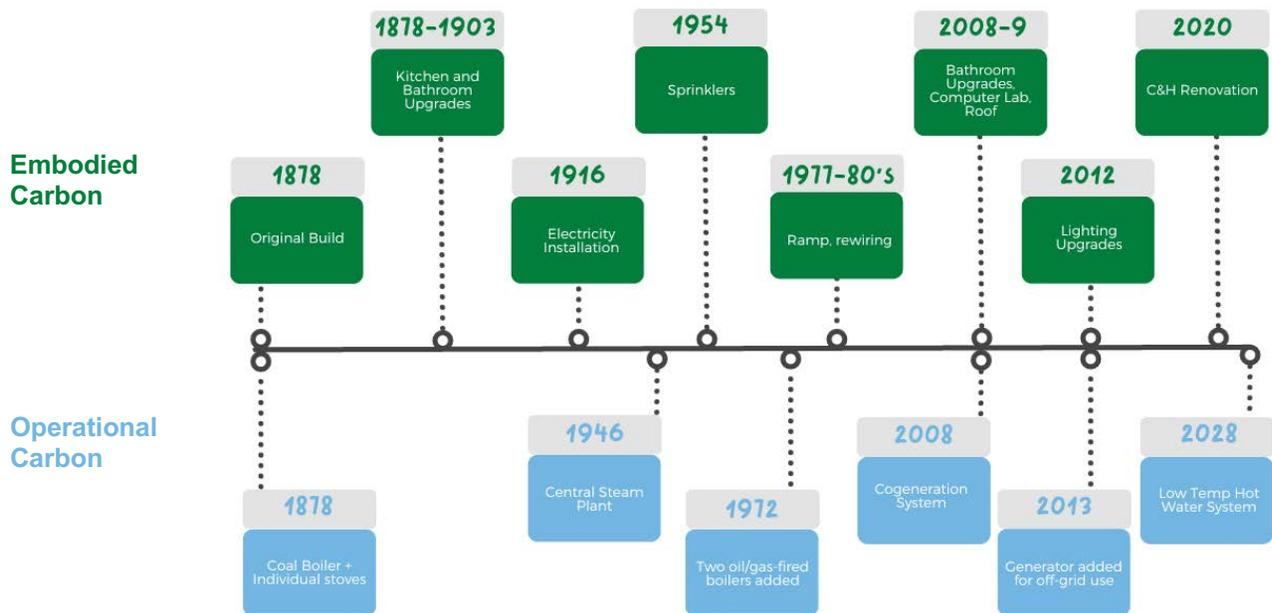 1878-1903
Kitchen and
Bathroom
Upgrades
1954
Sprinklers
2008-9
Bathroom
Upgrades,
Computer Lab,
Roof
2020
C&H Renovation
Embodied
Carbon
1878
Original Build
1916
Electricity
Installation
1977-80's
Ramp, rewiring
2012
Lighting
Upgrades
Operational
Carbon
1946
Central Steam
Plant
2008
Cogeneration
System
2028
Low Temp Hot
Water System
1878
Coal Boiler +
Individual stoves
1972
Two oil/gas-fired
boilers added
2013
Generator added
for off-grid use